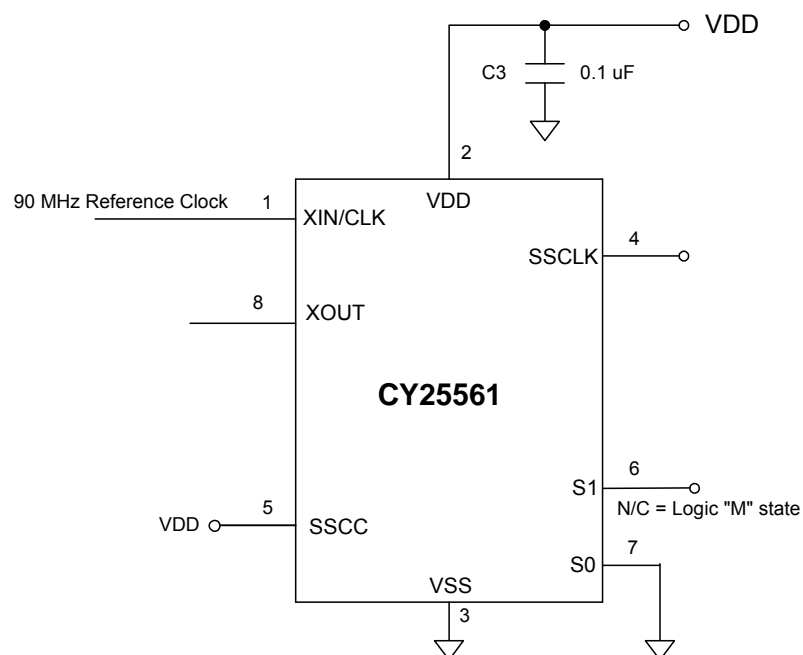 VDD
C3
0.1 uF
2
90 MHz Reference Clock
1
VDD
XIN/CLK
4
SSCLK
8
XOUT
CY25561
6
S1
5
N/C = Logic "M" state
VDD
SSCC
7
S0
VSS
3